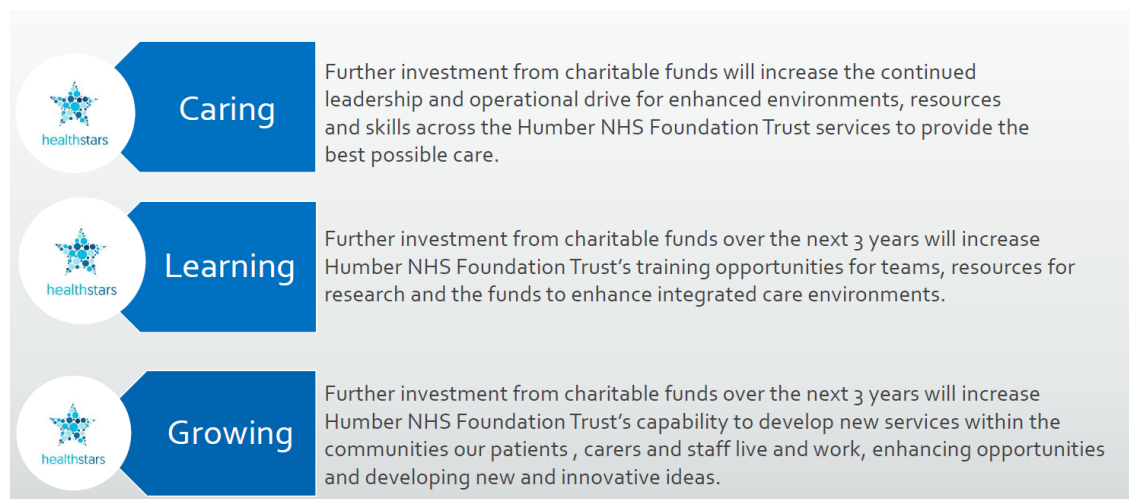 healthstars
Caring
Further investment from charitable funds will increase the continued
leadership and operational drive for enhanced environments, resources
and skills across the Humber NHS Foundation Trust services to provide the
best possible care.
healthstars
Learning
Further investment from charitable funds over the next 3 years will increase
Humber NHS Foundation Trust's training opportunities for teams, resources for
research and the funds to enhance integrated care environments.
healthstars
Growing
Further investment from charitable funds over the next 3 years will increase
Humber NHS Foundation Trust's capability to develop new services within the
communities our patients , carers and staff live and work, enhancing opportunities
and developing new and innovative ideas.